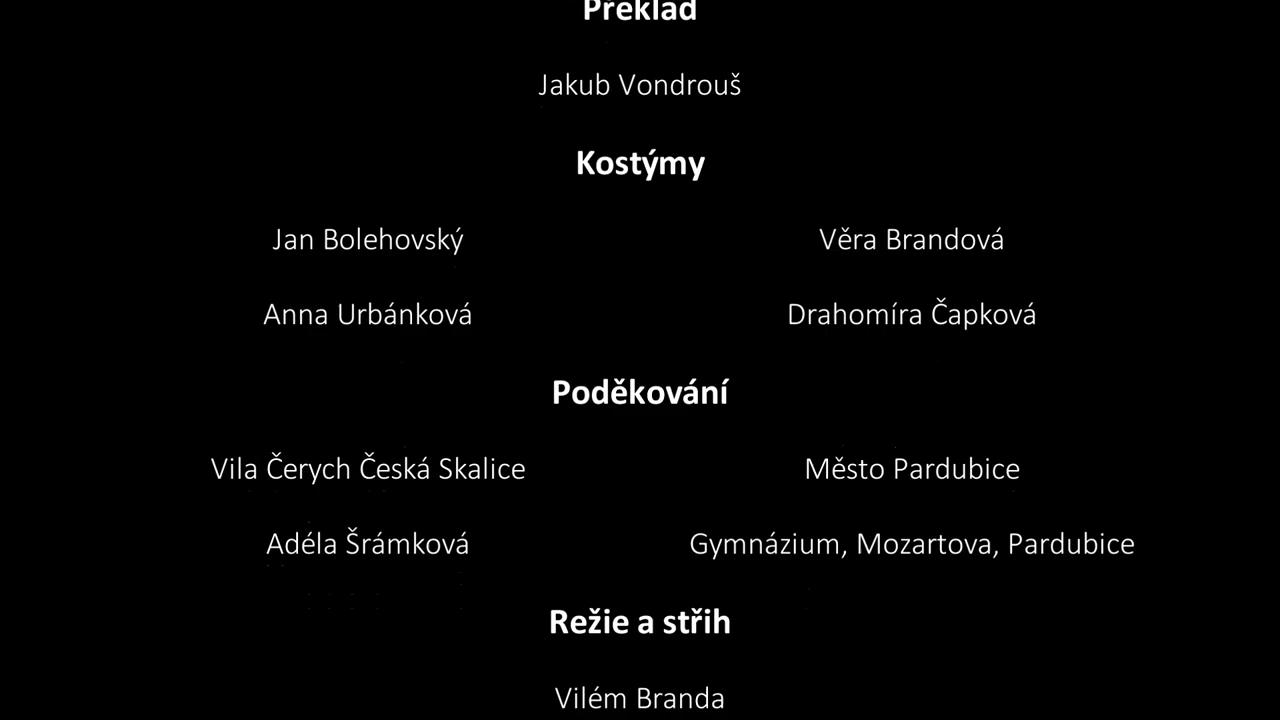 Překlad
Jakub Vondrouš
Kostýmy
Jan Bolehovský Věra Brandová
Anna Urbánková Drahomíra Čapková
Poděkování
Vila Čerych Česká Skalice Město Pardubice
Adéla Šrámková Gymnázium, Mozartova, Pardubice
Režie a střih
Vilém Branda